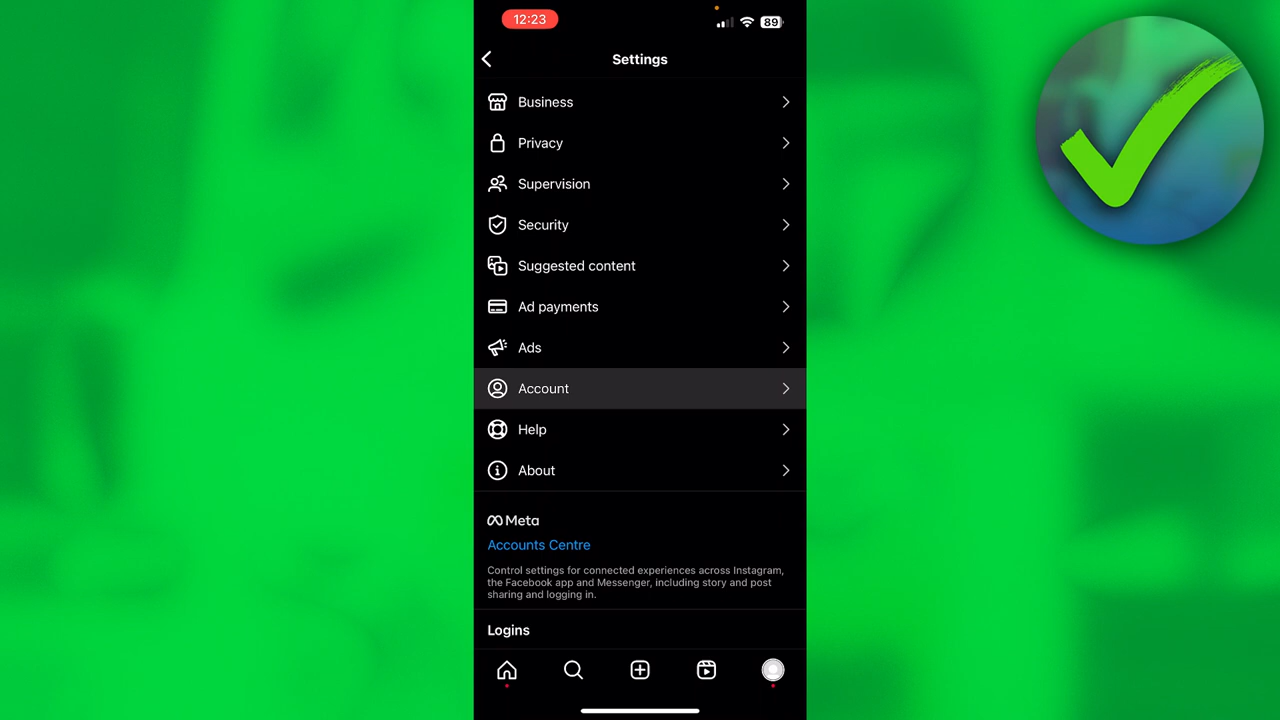 12:23
89
Settings
Business
Privacy
Supervision
Security
Suggested content
Ad payments
Ads
Account
Help
About
Meta
Accounts Centre
Control settings for connected experiences across Instagram,
the Facebook app and Messenger, including story and post
sharing and logging in.
Logins